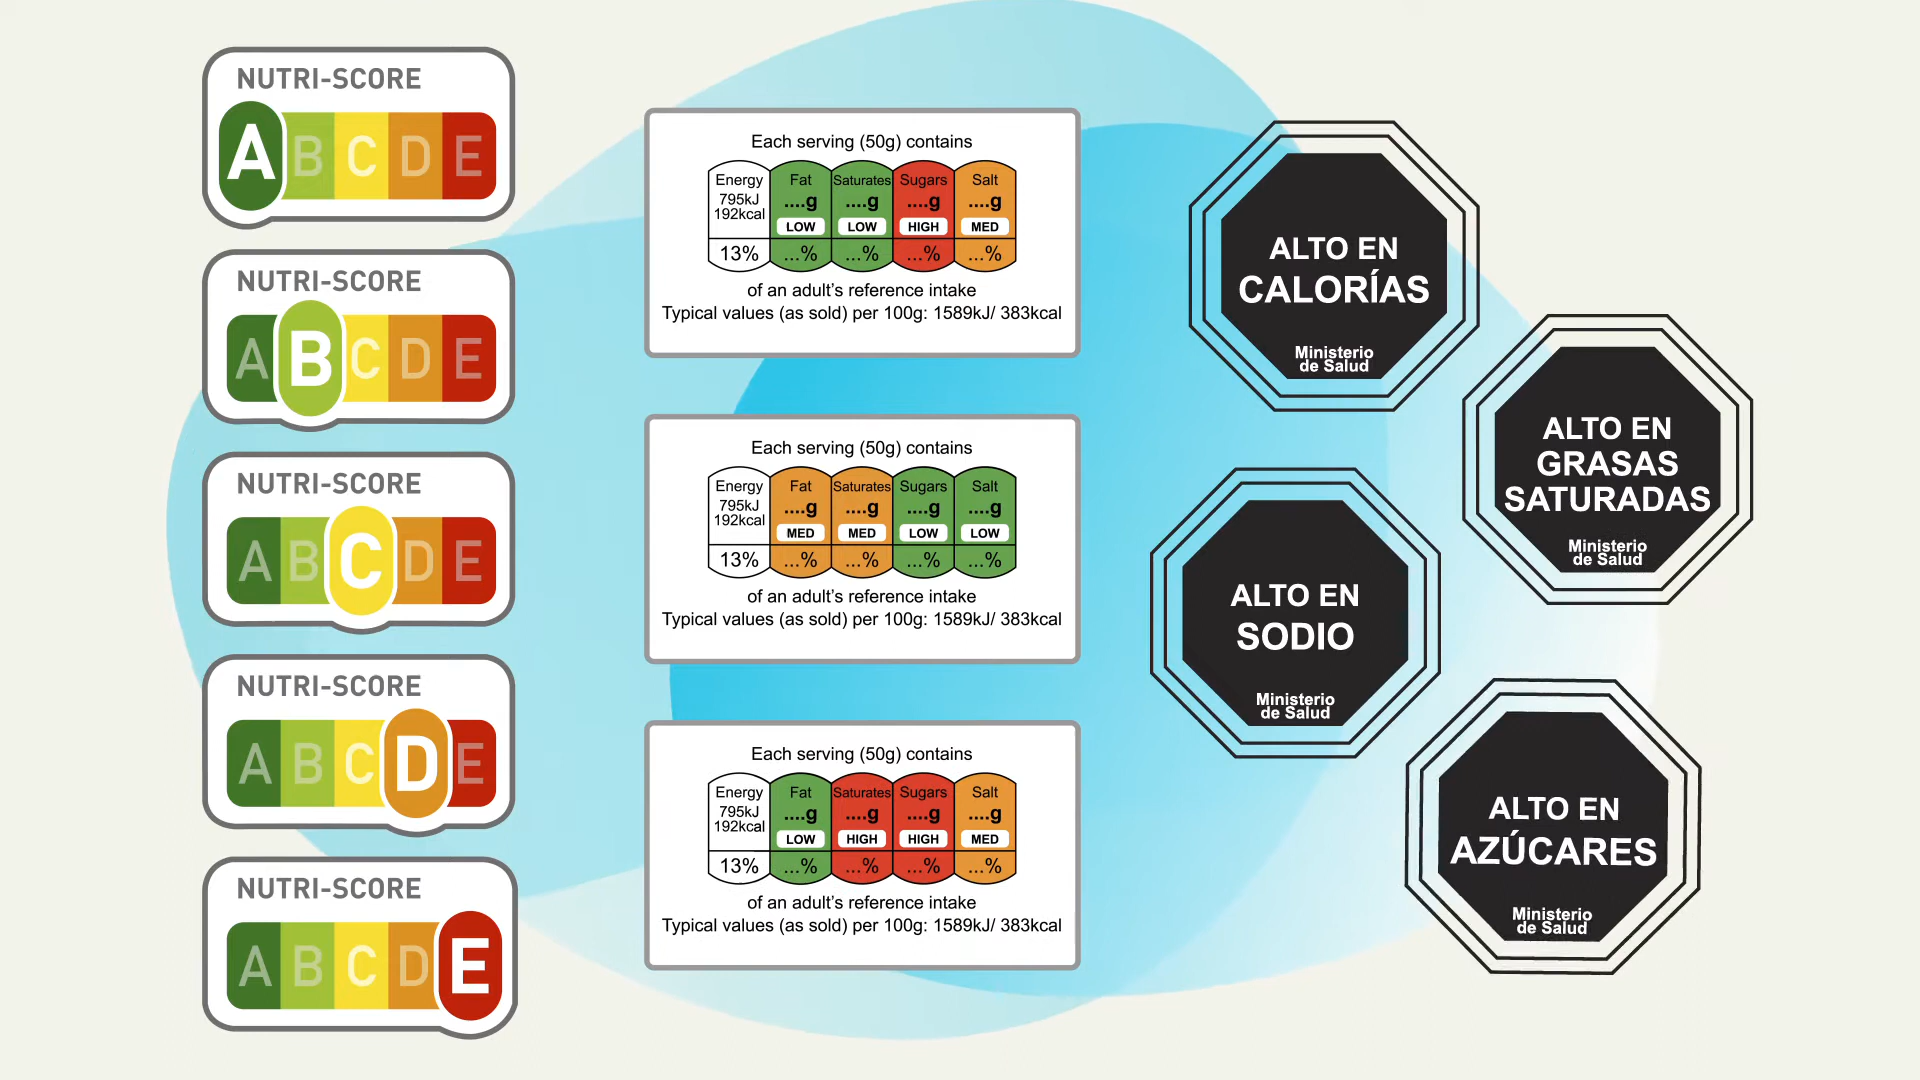 NUTRI-SCORE
A B C D E
NUTRI-SCORE
A B C D E
NUTRI-SCORE
A B C D E
NUTRI-SCORE
A B C D E
NUTRI-SCORE
A B C D E
Each serving (50g) contains
Energy Fat Saturates Sugars Salt
795kJ ....g ....g ....g ....g
192kcal LOW LOW HIGH MED
13% ...% ...% ...% ...%
of an adult's reference intake
Typical values (as sold) per 100g: 1589kJ/ 383kcal
Each serving (50g) contains
Energy Fat Saturates Sugars Salt
795kJ ....g ....g ....g ....g
192kcal MED MED LOW LOW
13% ...% ...% ...% ...%
of an adult's reference intake
Typical values (as sold) per 100g: 1589kJ/ 383kcal
Each serving (50g) contains
Energy Fat Saturates Sugars Salt
795kJ ....g ....g ....g ....g
192kcal LOW HIGH HIGH MED
13% ...% ...% ...% ...%
of an adult's reference intake
Typical values (as sold) per 100g: 1589kJ/ 383kcal
ALTO EN
CALORÍAS
Ministerio
de Salud
ALTO EN
GRASAS
SATURADAS
Ministerio
de Salud
ALTO EN
SODIO
Ministerio
de Salud
ALTO EN
AZÚCARES
Ministerio
de Salud